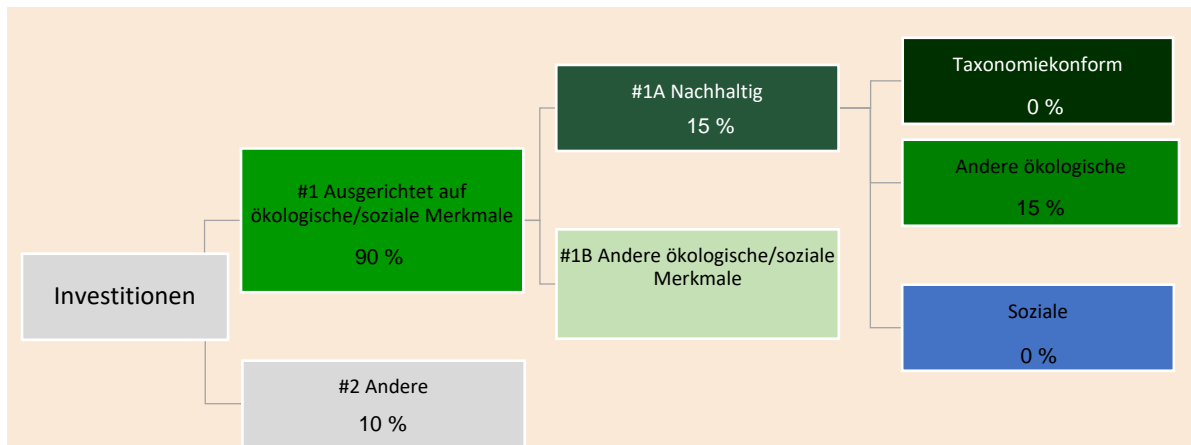 Investitionen
#1 Ausgerichtet auf
ökologische/soziale Merkmale
90 %
#2 Andere
10 %
#1A Nachhaltig
15 %
#1B Andere ökologische/soziale
Merkmale
Taxonomiekonform
0 %
Andere ökologische
15 %
Soziale
0 %